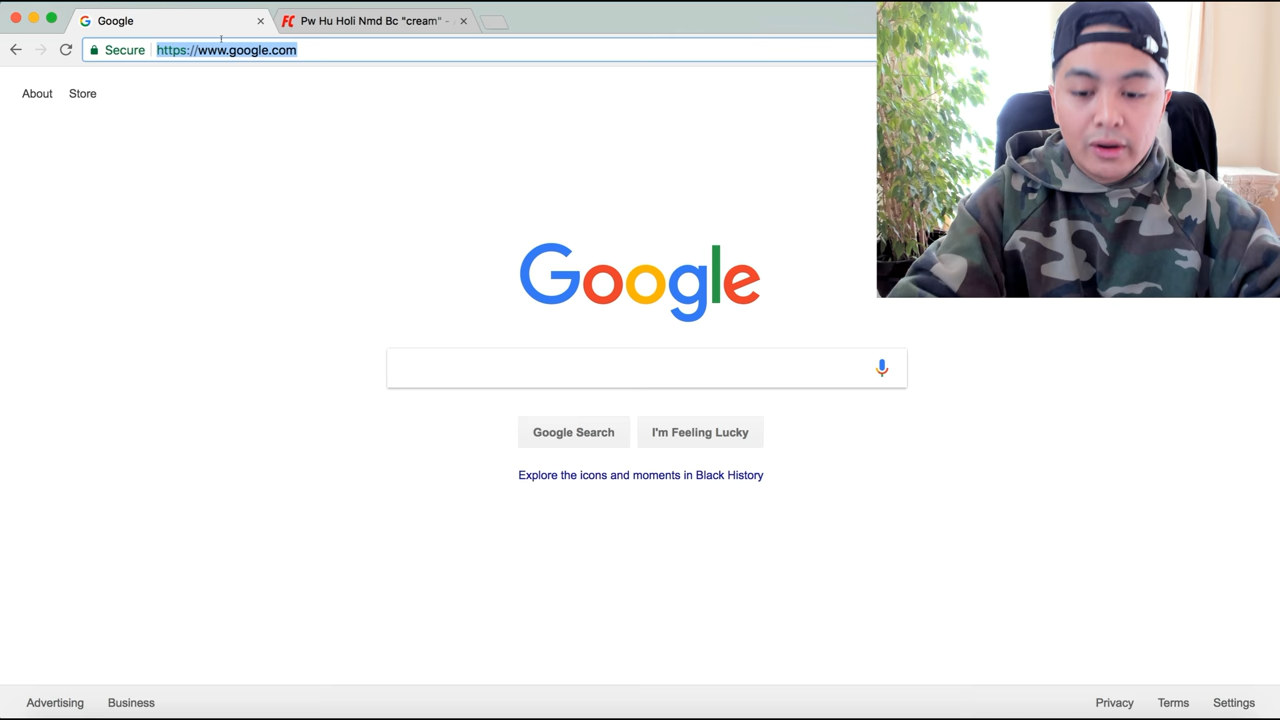 Google
FC Pw Hu Holi Nmd Bc "cream" -
Secure https://www.google.com
About Store
Google
Google Search I'm Feeling Lucky
Explore the icons and moments in Black History
Advertising Business Privacy Terms Settings